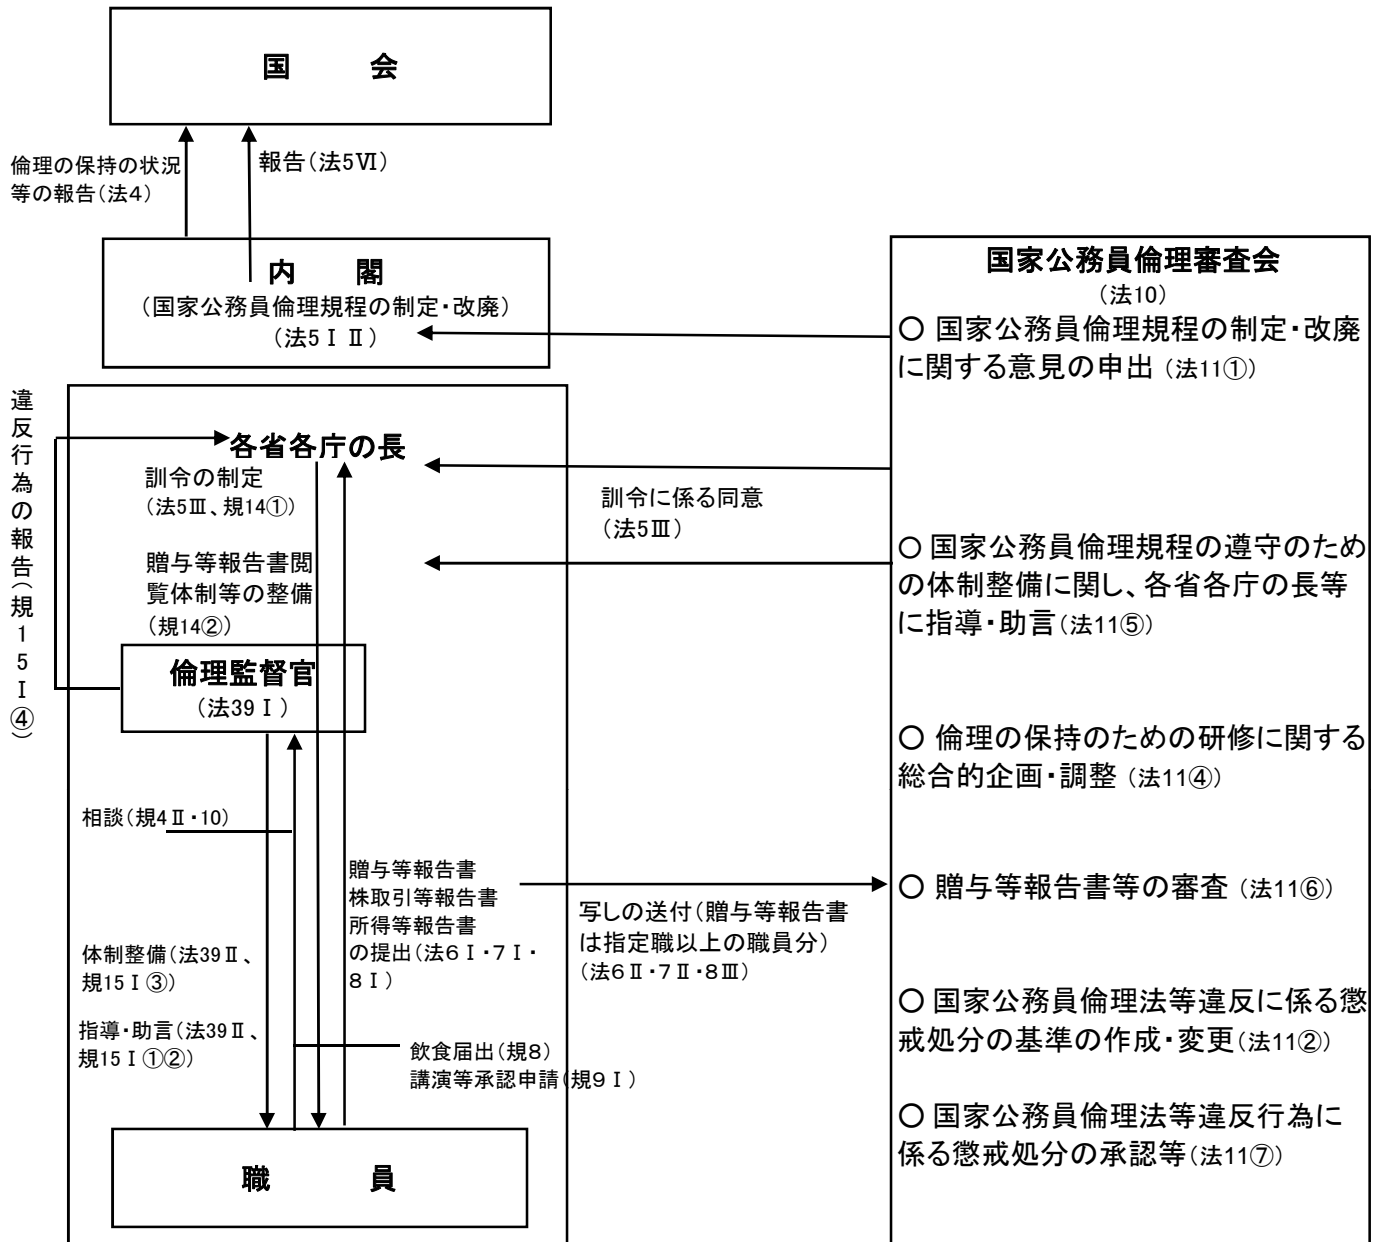 国　会
倫理の保持の状況
等の報告（法4）
報告（法5Ⅵ）
内　閣
（国家公務員倫理規程の制定・改廃）
（法5ⅠⅡ）
違反行為の報告（規15Ⅰ④）
各省各庁の長
訓令の制定
（法5Ⅲ、規14①）
贈与等報告書閲
覧体制等の整備
（規14②）
訓令に係る同意
（法5Ⅲ）
倫理監督官
（法39Ⅰ）
相談（規4Ⅱ・10）
贈与等報告書
株取引等報告書
所得等報告書
の提出（法6Ⅰ・7Ⅰ・
8Ⅰ）
写しの送付（贈与等報告書
は指定職以上の職員分）
（法6Ⅱ・7Ⅱ・8Ⅲ）
体制整備（法39Ⅱ、
規15Ⅰ③）
指導・助言（法39Ⅱ、
規15Ⅰ①②）
飲食届出（規8）
講演等承認申請（規9Ⅰ）
職　員
国家公務員倫理審査会
（法10）
○ 国家公務員倫理規程の制定・改廃
に関する意見の申出（法11①）
○ 国家公務員倫理規程の遵守のため
の体制整備に関し、各省各庁の長等
に指導・助言（法11⑤）
○ 倫理の保持のための研修に関する
総合的企画・調整（法11④）
○ 贈与等報告書等の審査（法11⑥）
○ 国家公務員倫理法等違反に係る懲
戒処分の基準の作成・変更（法11②）
○ 国家公務員倫理法等違反行為に
係る懲戒処分の承認等（法11⑦）